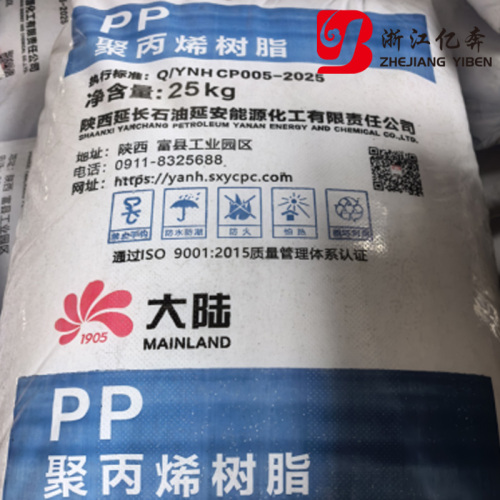 浙江亿奔
ZHEJIANG YIBEN
PP
聚丙烯树脂
执行标准：Q/YNH CP005-2025
净含量：25kg
陕西延长石油延安能源化工有限责任公司
SHAANXI YANCHANG PETROLEUM YANAN ENERGY AND CHEMICAL CO.,LTD.
地址：陕西 富县工业园区
电话：0911-8325688
网址：https://yanh.sxycpc.com
防水防潮
防火
怕热
通过ISO 9001:2015质量管理体系认证
1905
大陆
MAINLAND
PP
聚丙烯树脂